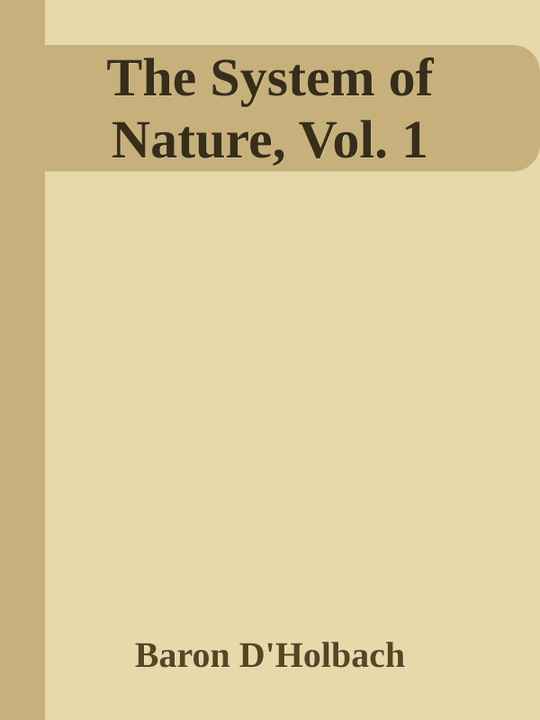 The System of
Nature, Vol. 1
Baron D'Holbach